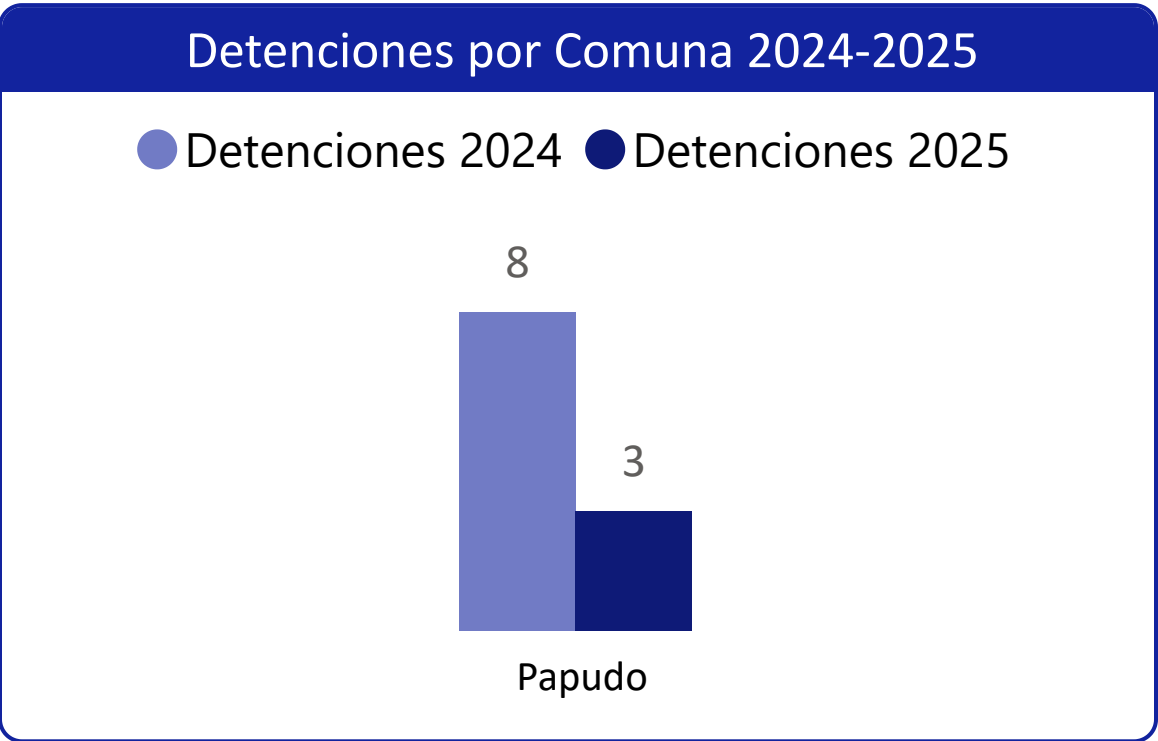 Detenciones por Comuna 2024-2025
Detenciones 2024 Detenciones 2025
8
3
Papudo